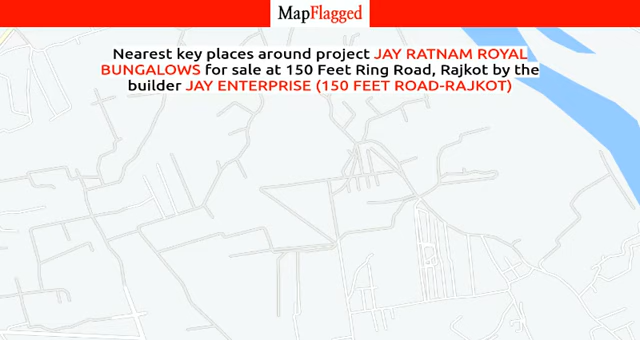 MapFlagged
Nearest key places around project JAY RATNAM ROYAL
BUNGALOWS for sale at 150 Feet Ring Road, Rajkot by the
builder JAY ENTERPRISE (150 FEET ROAD-RAJKOT)